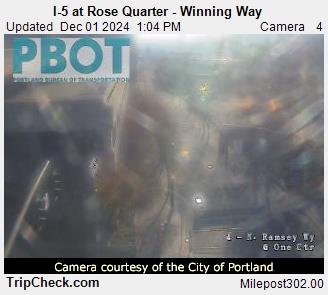 I-5 at Rose Quarter - Winning Way
Updated Dec 01 2024 1:04 PM Camera 4
PBOT
PORTLAND BUREAU OF TRANSPORTATION
4 - N. Ramsey Wy
@ One Ctr
Camera courtesy of the City of Portland
TripCheck.com Milepost302.00